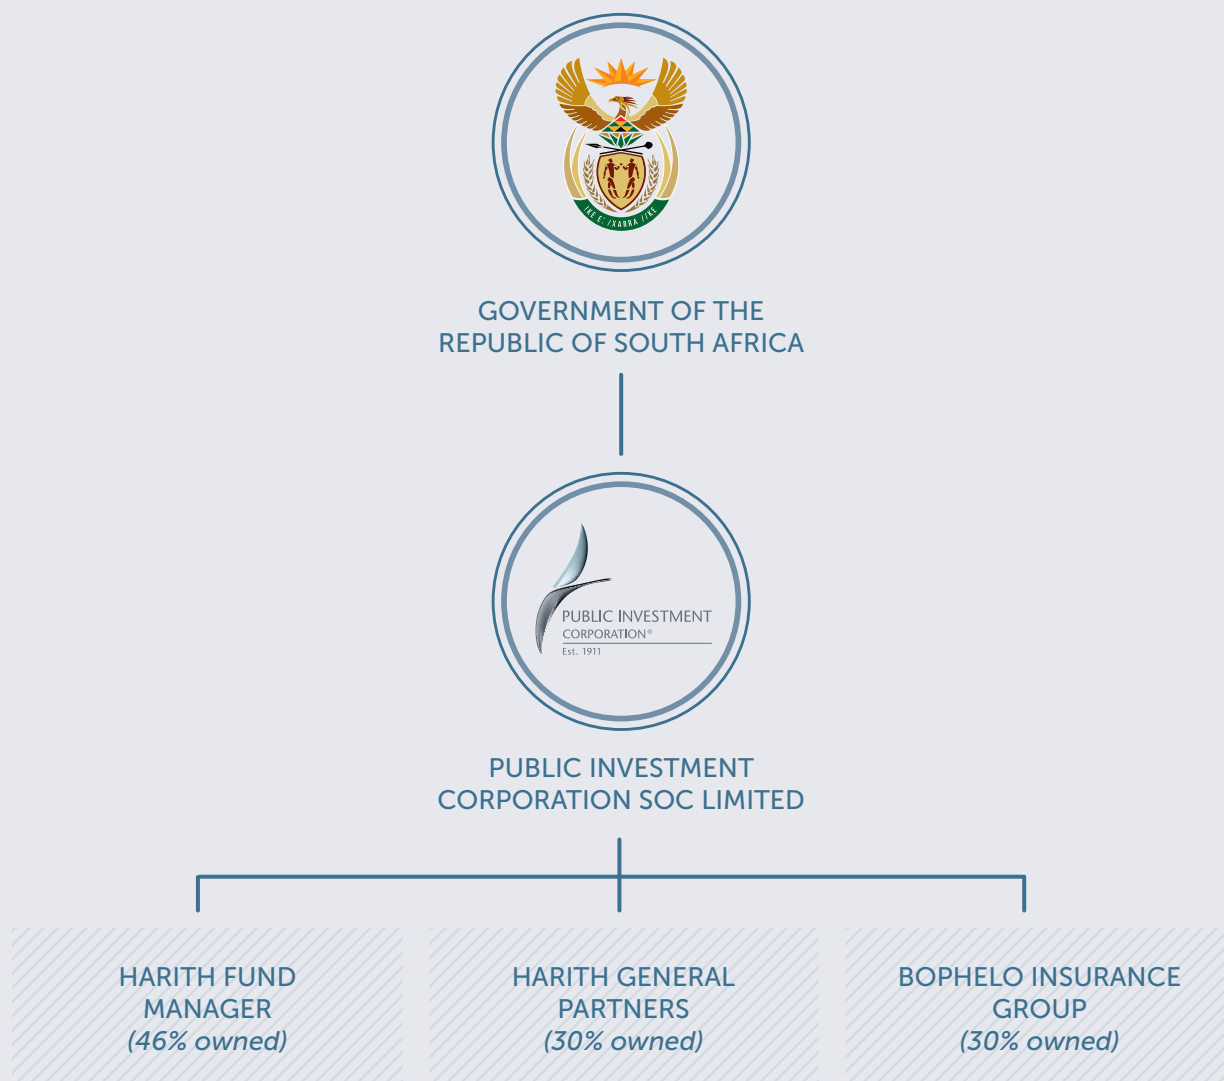 !KE E: /XARRA //KE
GOVERNMENT OF THE
REPUBLIC OF SOUTH AFRICA
PUBLIC INVESTMENT
CORPORATION®
Est. 1911
PUBLIC INVESTMENT
CORPORATION SOC LIMITED
HARITH FUND
MANAGER
(46% owned)
HARITH GENERAL
PARTNERS
(30% owned)
BOPHELO INSURANCE
GROUP
(30% owned)